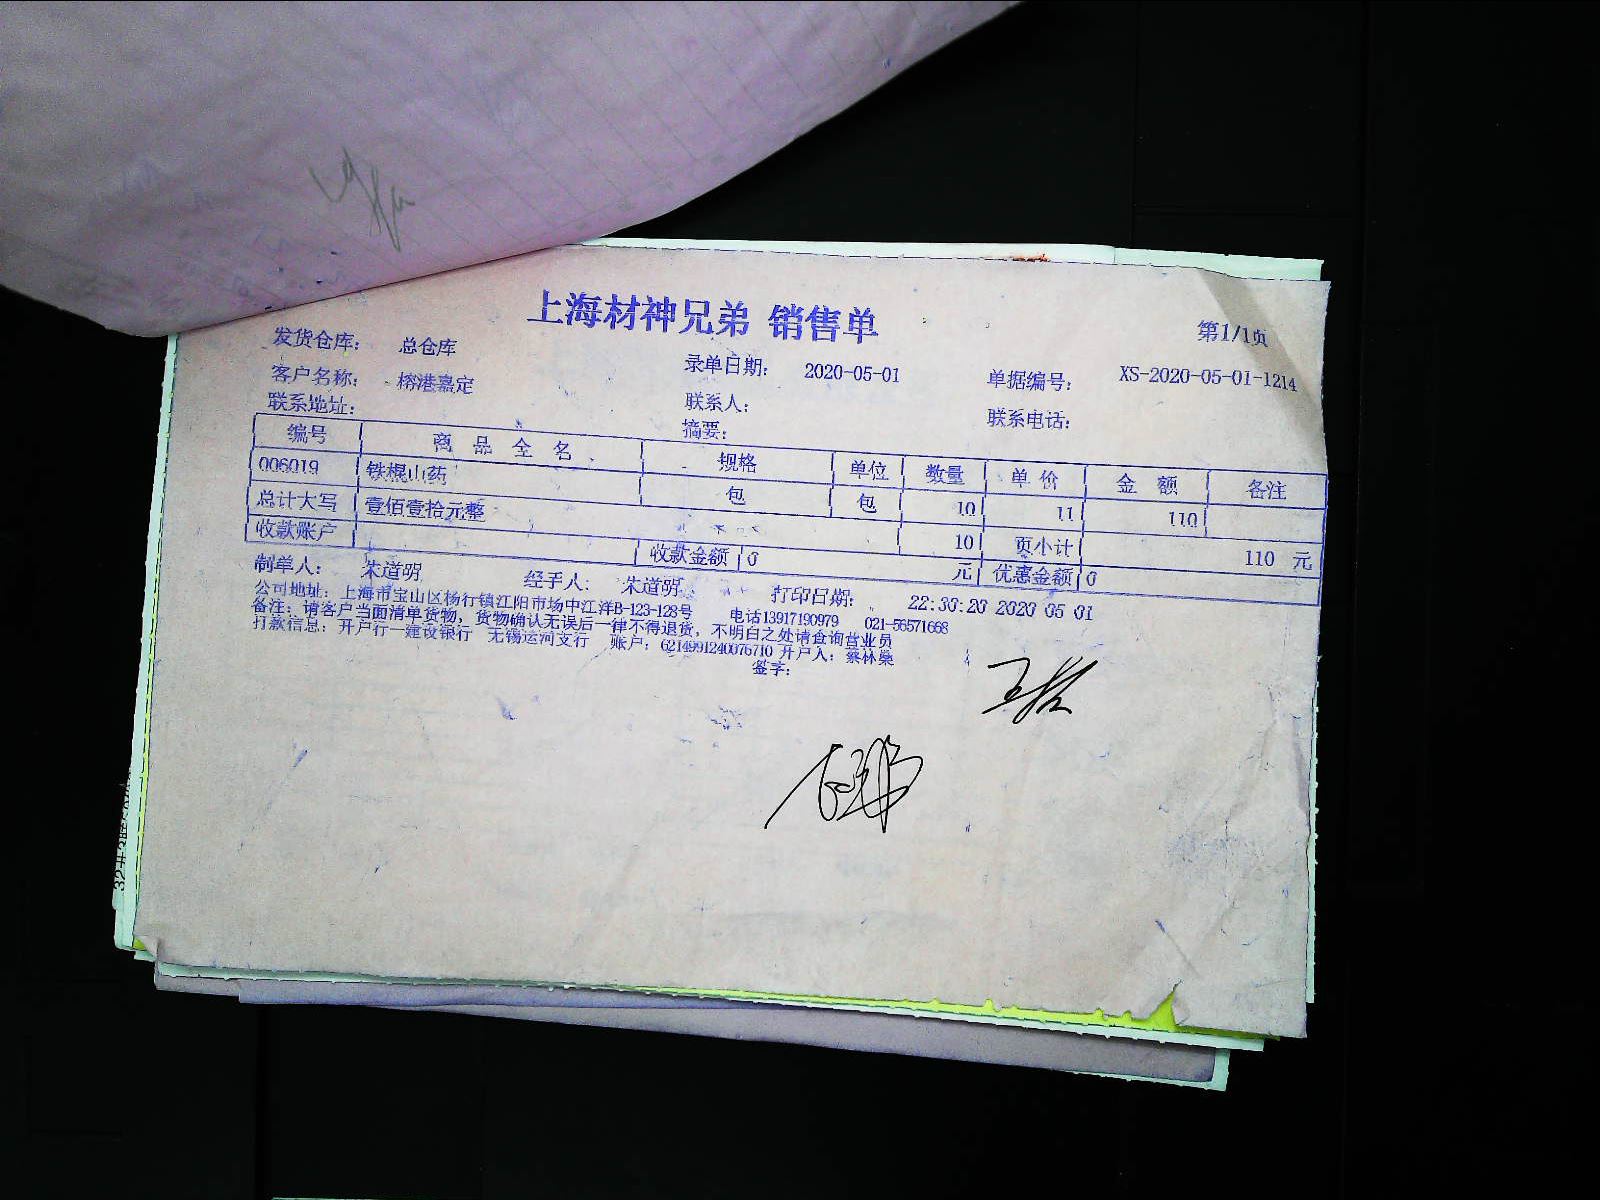 上海材神兄弟 销售单
第1/1页
发货仓库: 总仓库 录单日期: 2020-05-01 单据编号: XS-2020-05-01-1214
客户名称: 榕港嘉定 联系人: 联系电话:
联系地址: 摘要:
编号 商品全名 规格 单位 数量 单价 金额 备注
006019 铁棍山药 包 包 10 11 110
总计大写 壹佰壹拾元整 10 页小计 110 元
收款账户 收款金额 0 元 优惠金额 0
制单人: 朱道明 经手人: 朱道明 打印日期: 22:30:20 2020 05 01
公司地址: 上海市宝山区杨行镇江阳市场中江洋B-123-128号 电话13917190979 021-56571668
备注: 请客户当面清单货物, 货物确认无误后一律不得退货, 不明白之处请查询营业员
打款信息: 开户行一建设银行 无锡运河支行 账户: 6214991240076710 开户人: 蔡林燊
签字: